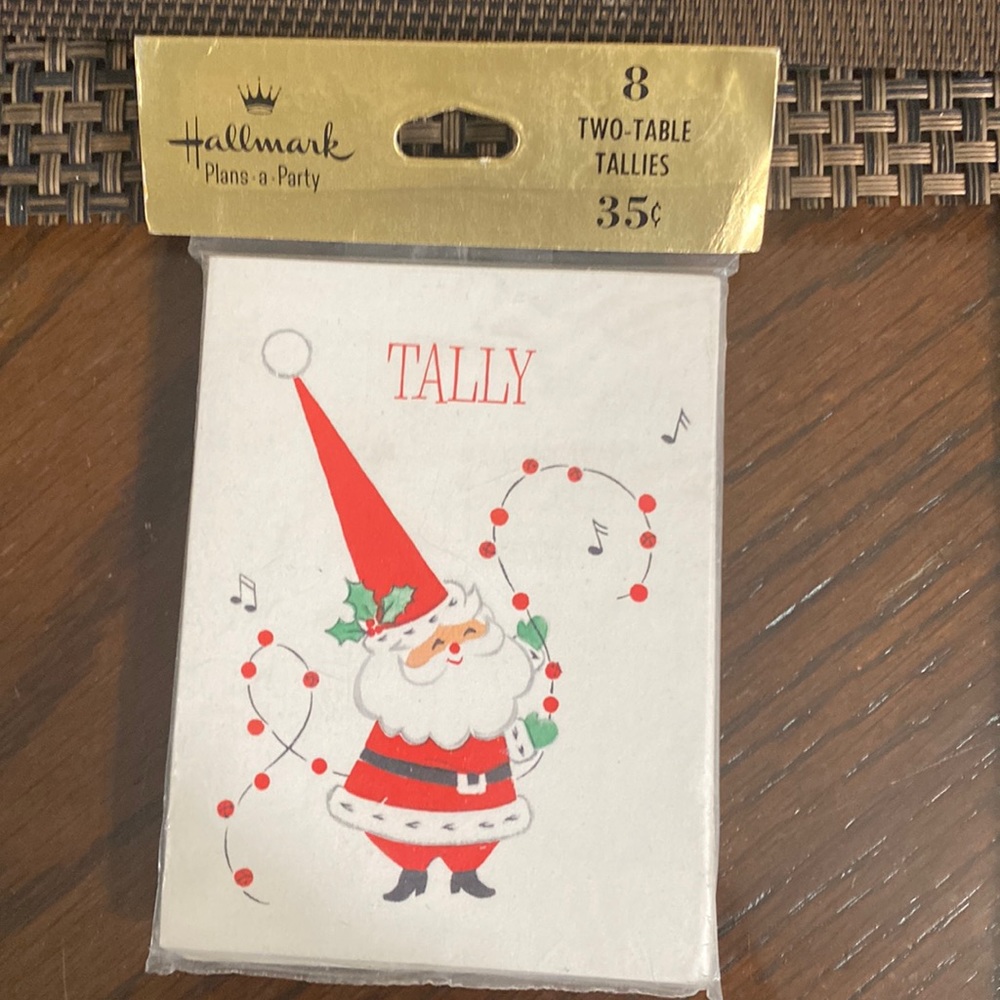 Hallmark
Plans-a-Party
8
TWO-TABLE
TALLIES
35¢
TALLY